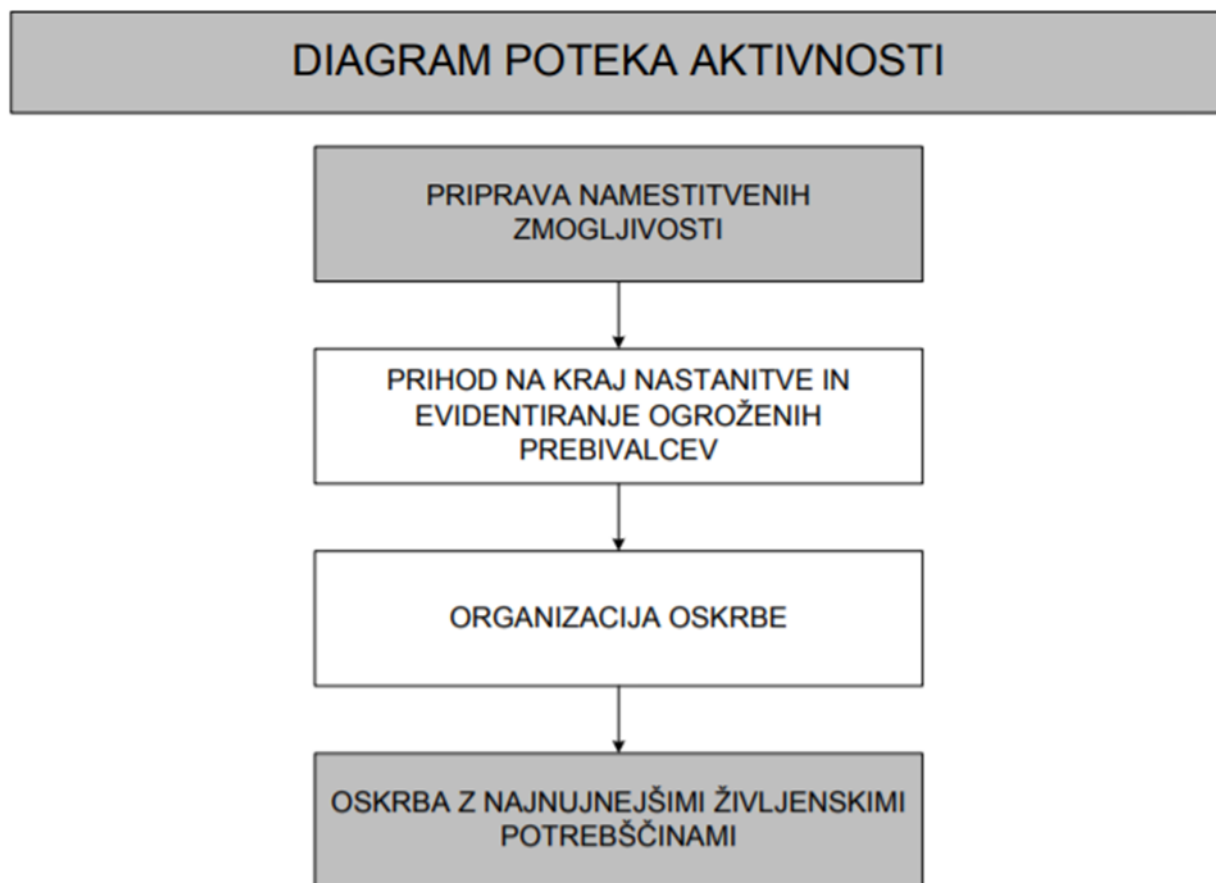 DIAGRAM POTEKA AKTIVNOSTI
PRIPRAVA NAMESTITVENIH
ZMOGLJIVOSTI
PRIHOD NA KRAJ NASTANITVE IN
EVIDENTIRANJE OGROŽENIH
PREBIVALCEV
ORGANIZACIJA OSKRBE
OSKRBA Z NAJNUJNEJŠIMI ŽIVLJENSKIMI
POTREBŠČINAMI